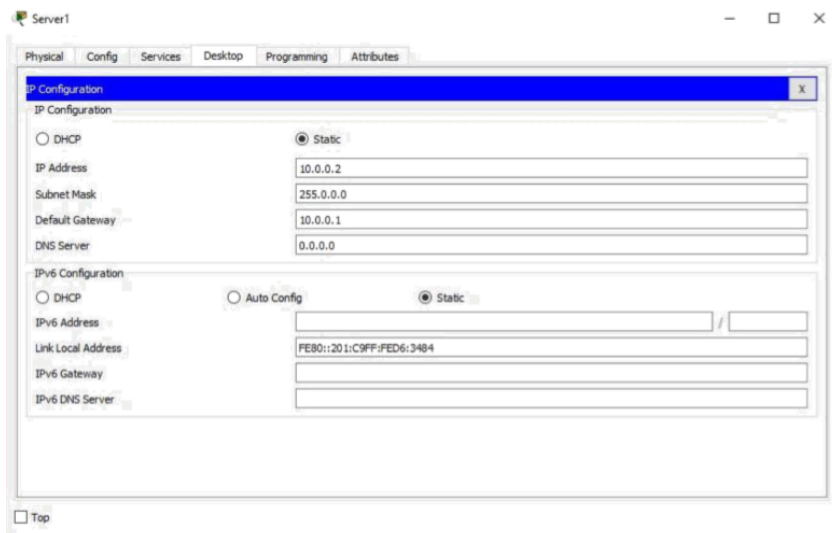 Server1
Physical Config Services Desktop Programming Attributes
IP Configuration X
IP Configuration
DHCP Static
IP Address 10.0.0.2
Subnet Mask 255.0.0.0
Default Gateway 10.0.0.1
DNS Server 0.0.0.0
IPv6 Configuration
DHCP Auto Config Static
IPv6 Address /
Link Local Address FE80::201:C9FF:FED6:3484
IPv6 Gateway
IPv6 DNS Server
Top